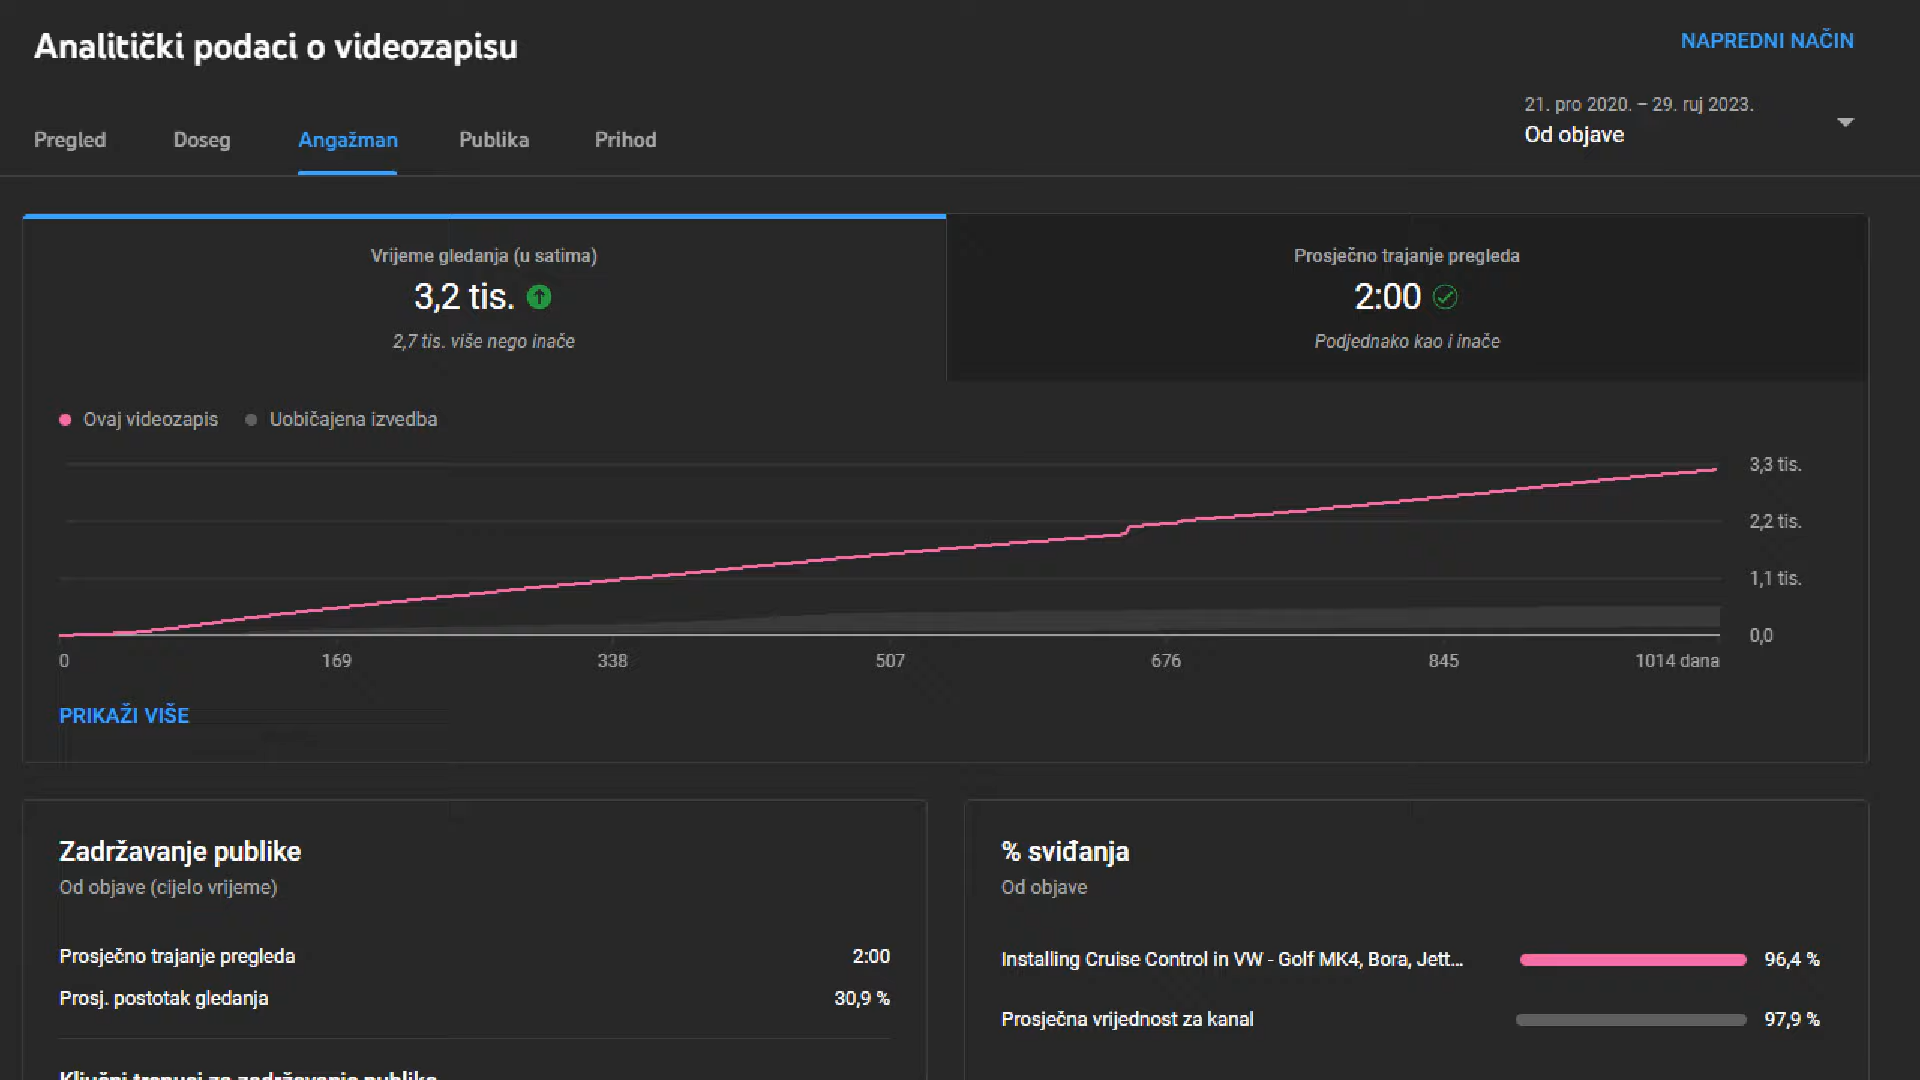 Analitički podaci o videozapisu
NAPREDNI NAČIN
21. pro 2020. – 29. ruj 2023.
Od objave
Pregled
Doseg
Angažman
Publika
Prihod
Vrijeme gledanja (u satima)
3,2 tis.
2,7 tis. više nego inače
Prosječno trajanje pregleda
2:00
Podjednako kao i inače
Ovaj videozapis
Uobičajena izvedba
3,3 tis.
2,2 tis.
1,1 tis.
0,0
0 169 338 507 676 845 1014 dana
PRIKAŽI VIŠE
Zadržavanje publike
Od objave (cijelo vrijeme)
Prosječno trajanje pregleda 2:00
Prosj. postotak gledanja 30,9 %
Ključni trenuci za zadržavanje publike
% sviđanja
Od objave
Installing Cruise Control in VW - Golf MK4, Bora, Jett... 96,4 %
Prosječna vrijednost za kanal 97,9 %